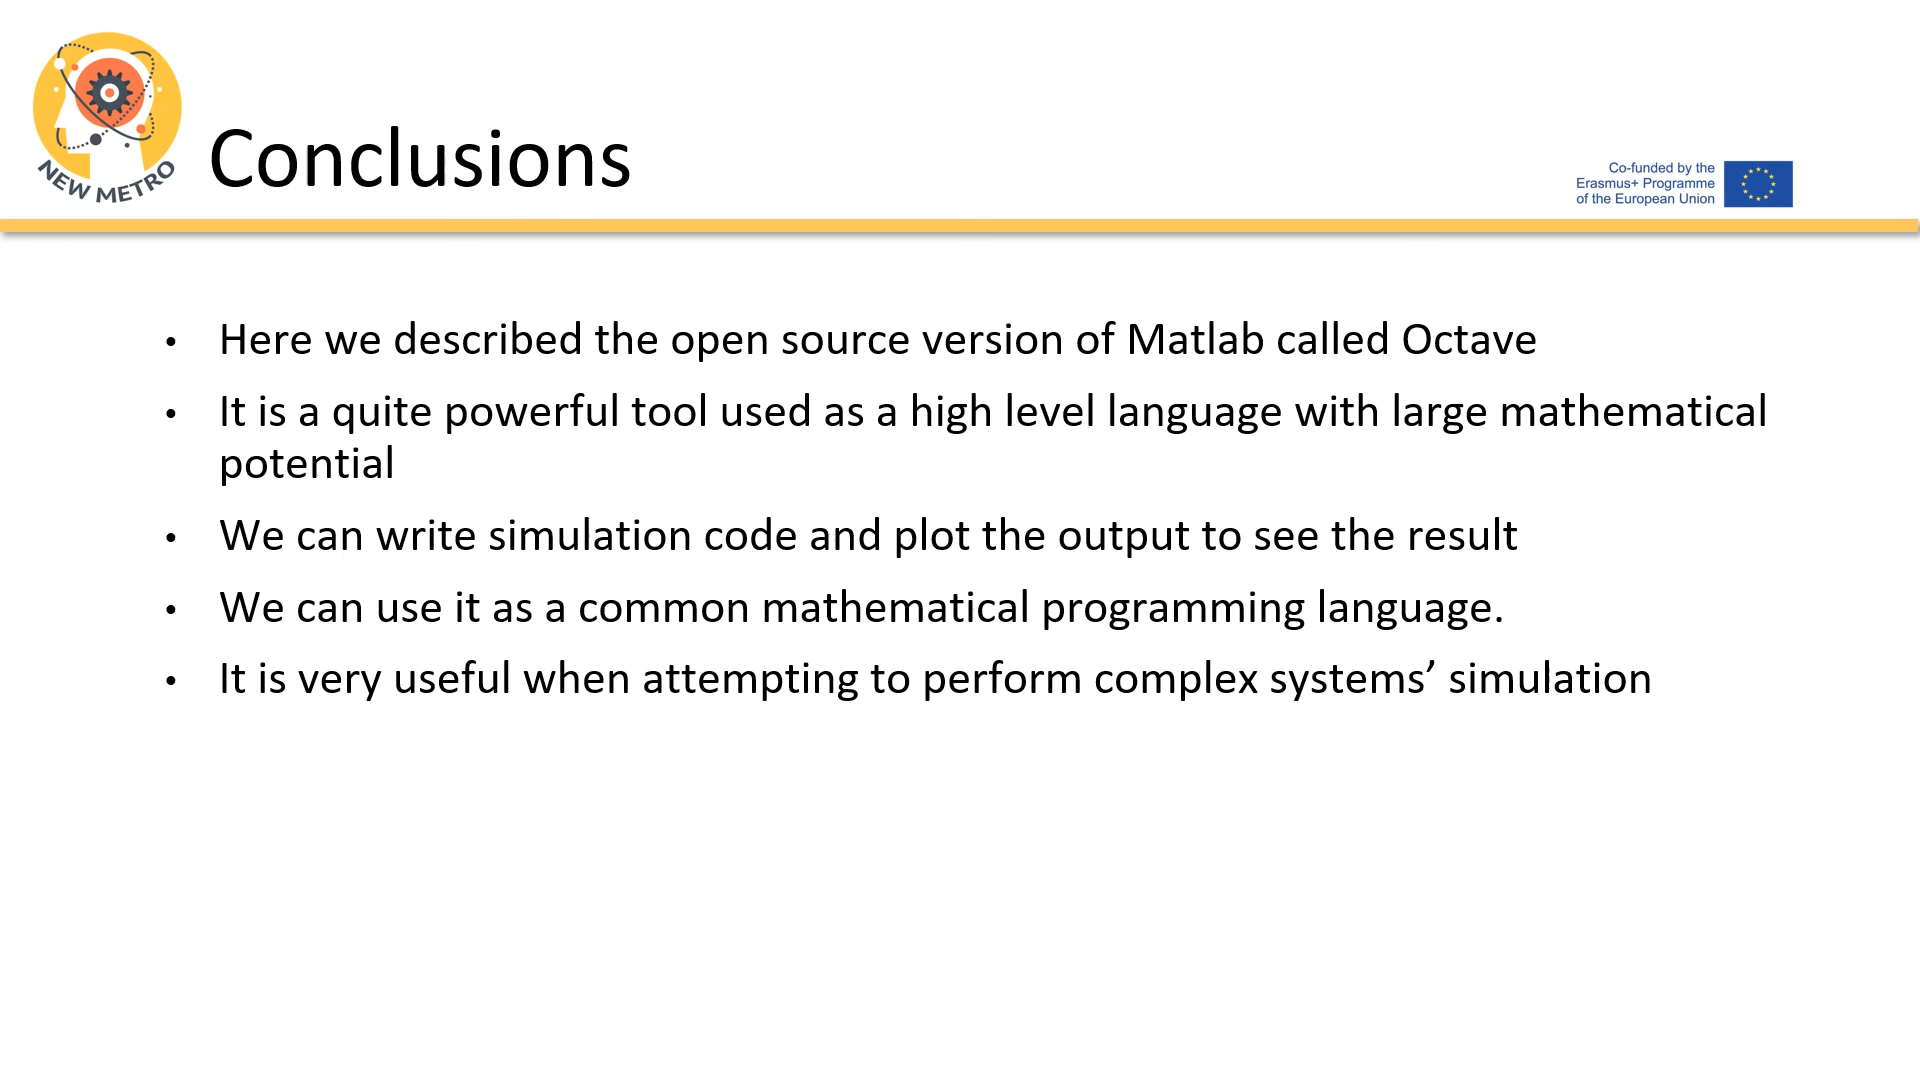 NEW METRO
Conclusions
Co-funded by the
Erasmus+ Programme
of the European Union
• Here we described the open source version of Matlab called Octave
• It is a quite powerful tool used as a high level language with large mathematical
potential
• We can write simulation code and plot the output to see the result
• We can use it as a common mathematical programming language.
• It is very useful when attempting to perform complex systems’ simulation